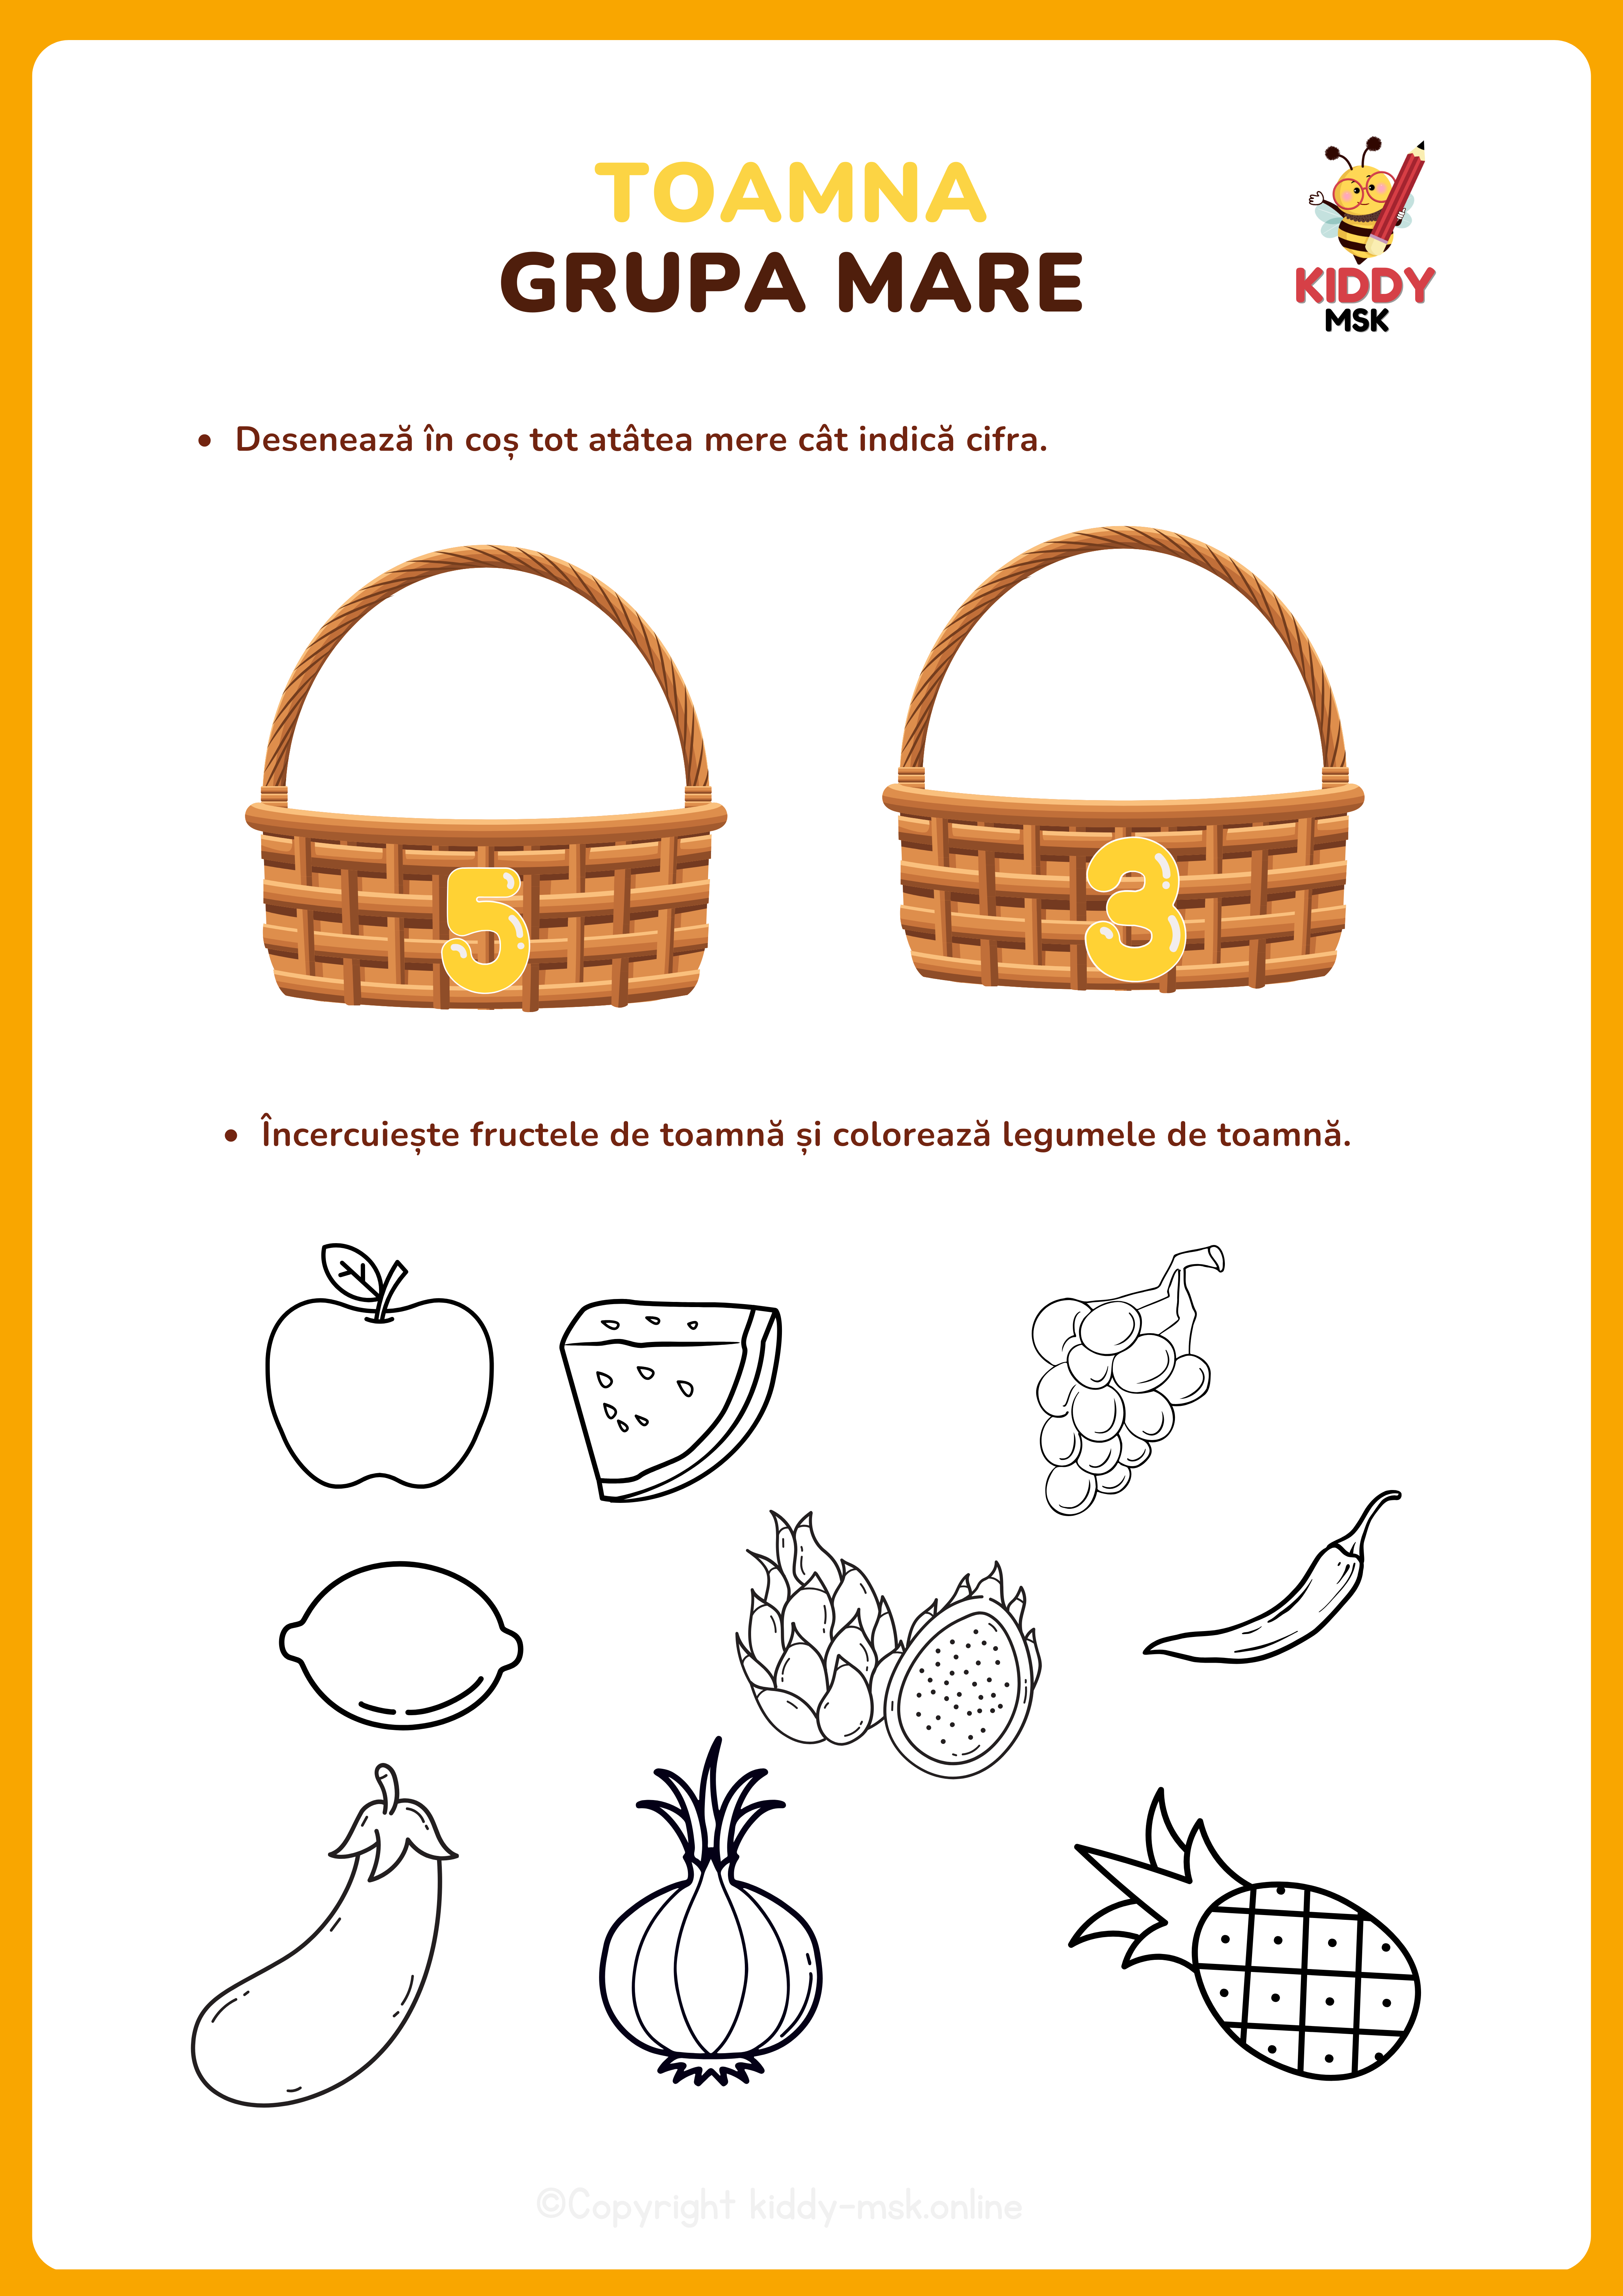 TOAMNA
GRUPA MARE
KIDDY
MSK
• Desenează în coș tot atâtea mere cât indică cifra.
5
3
• Încercuiește fructele de toamnă și colorează legumele de toamnă.
©Copyright kiddy-msk.online